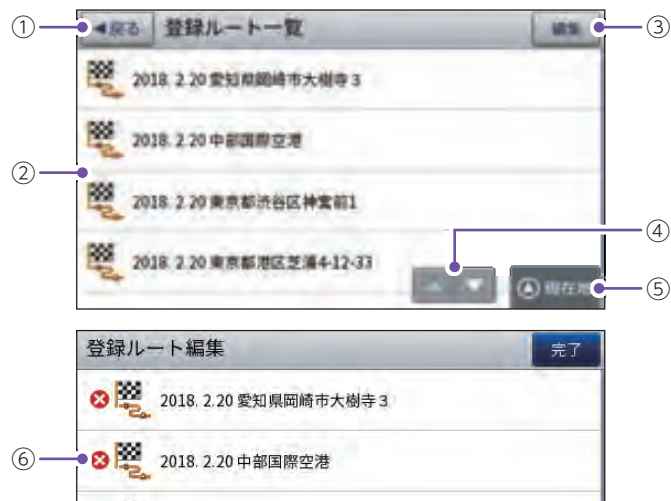 ① ◀戻る 登録ルート一覧 編集 ③
2018. 2.20 愛知県岡崎市大樹寺3
2018. 2.20 中部国際空港
②
2018. 2.20 東京都渋谷区神宮前1
④
2018. 2.20 東京都港区芝浦4-12-33
現在地 ⑤
登録ルート編集 完了
2018. 2.20 愛知県岡崎市大樹寺3
⑥ 2018. 2.20 中部国際空港